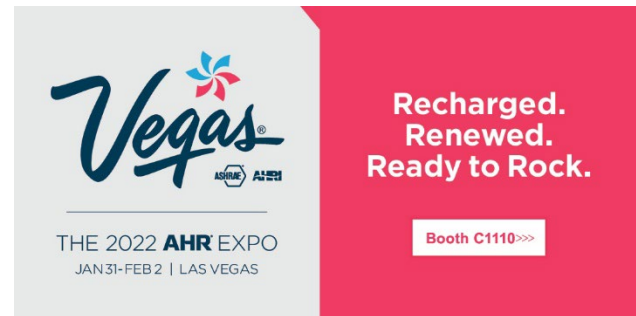 Vegas®
ASHRAE AHRI
THE 2022 AHR EXPO
JAN 31-FEB 2 | LAS VEGAS
Recharged.
Renewed.
Ready to Rock.
Booth C1110>>>